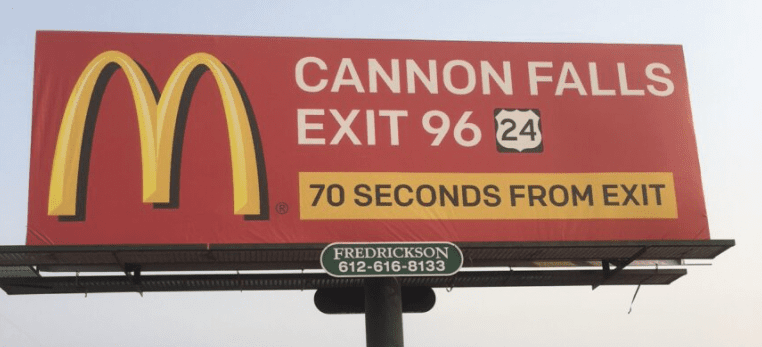 CANNON FALLS
EXIT 96 24
70 SECONDS FROM EXIT
®
FREDRICKSON
612-616-8133